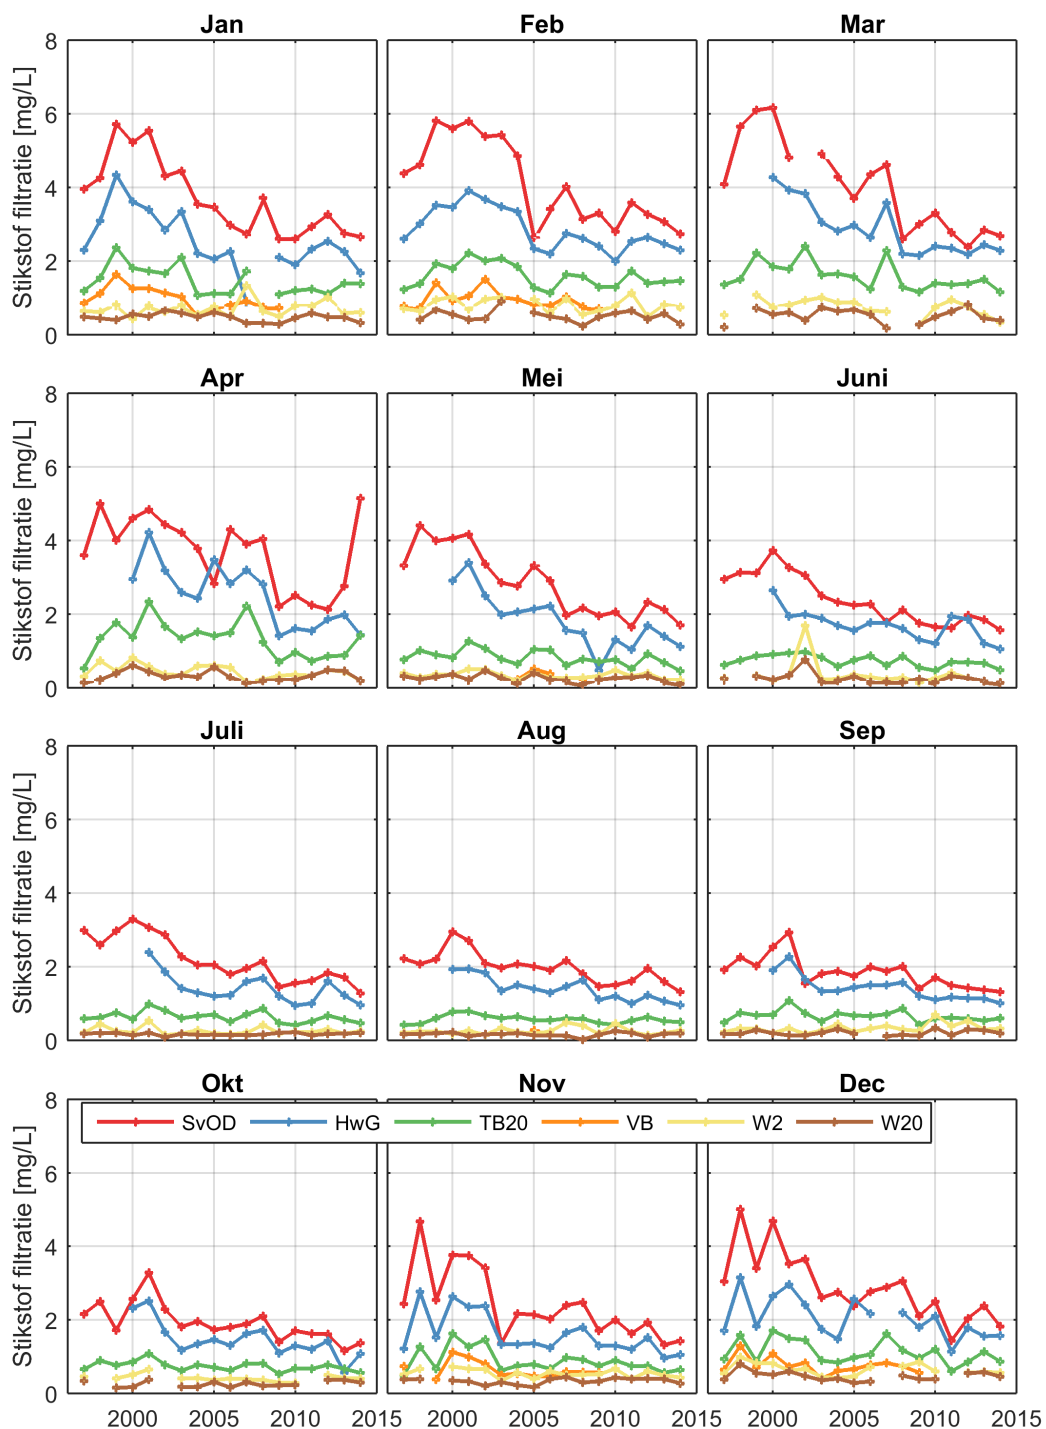 Jan Feb Mar
8
6
4
2
0
Stikstof filtratie [mg/L]
Apr Mei Juni
8
6
4
2
0
Stikstof filtratie [mg/L]
Juli Aug Sep
8
6
4
2
0
Stikstof filtratie [mg/L]
Okt Nov Dec
SvOD HwG TB20 VB W2 W20
8
6
4
2
0
Stikstof filtratie [mg/L]
2000 2005 2010 2015 2000 2005 2010 2015 2000 2005 2010 2015